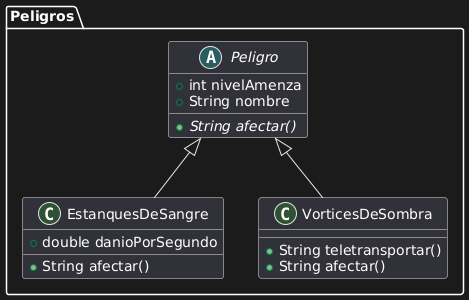 Peligros
A Peligro
int nivelAmenza
String nombre
String afectar()
C EstanquesDeSangre
double danioPorSegundo
String afectar()
C VorticesDeSombra
String teletransportar()
String afectar()